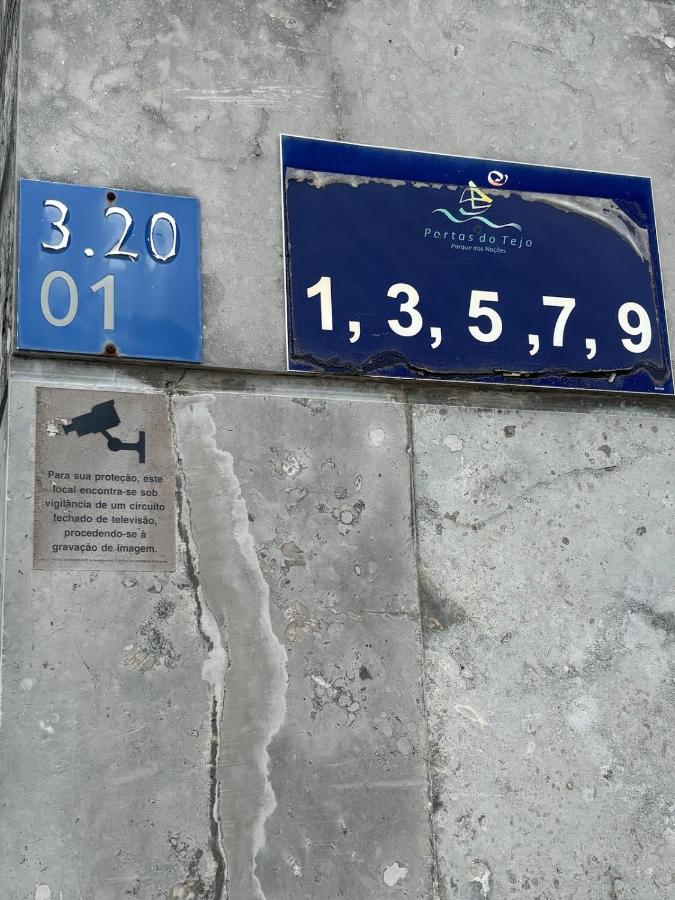 3.20
01
Portas do Tejo
Parque das Nações
1, 3, 5 ,7, 9
Para sua proteção, este
local encontra-se sob
vigilância de um circuito
fechado de televisão,
procedendo-se à
gravação de imagem.